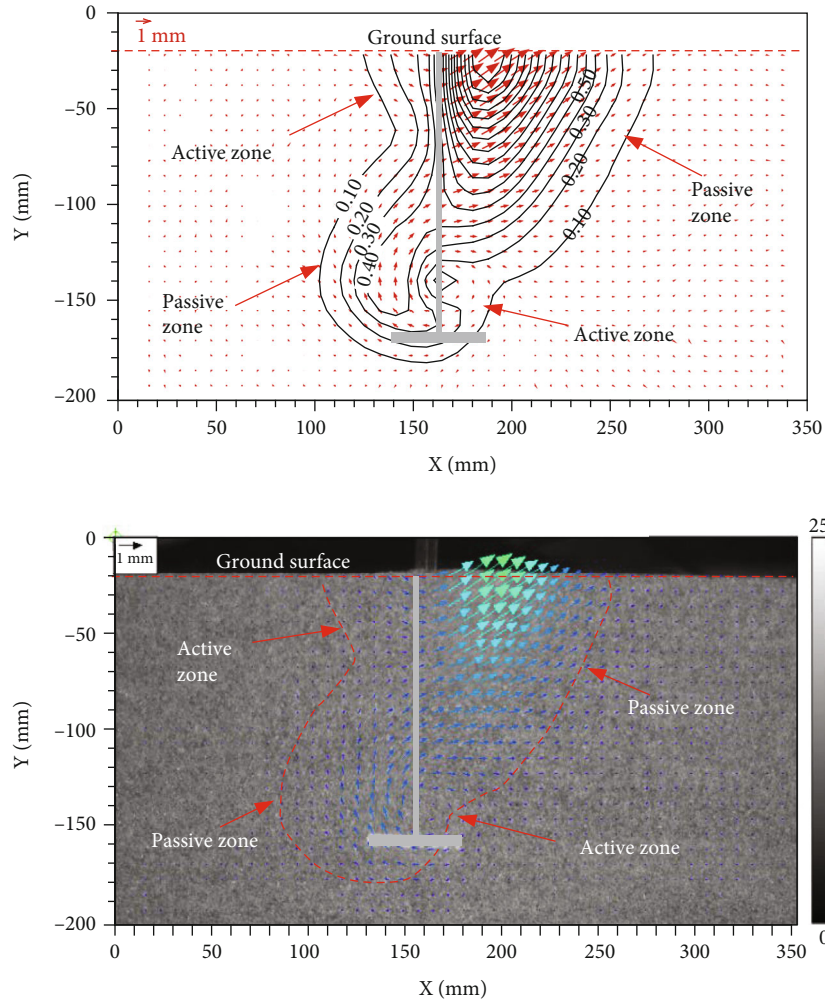 0
1 mm
Ground surface
0.50
Active zone
0.30
−50
0.20
Passive
zone
0.10
Y (mm)
−100
0.10
0.20
0.30
0.40
Passive
zone
−150
Active zone
−200
0 50 100 150 200 250 300 350
X (mm)
0
25
1 mm
Ground surface
−50
Active
zone
Y (mm)
−100
Passive zone
−150
Passive zone
Active zone
−200
0
0 50 100 150 200 250 300 350
X (mm)